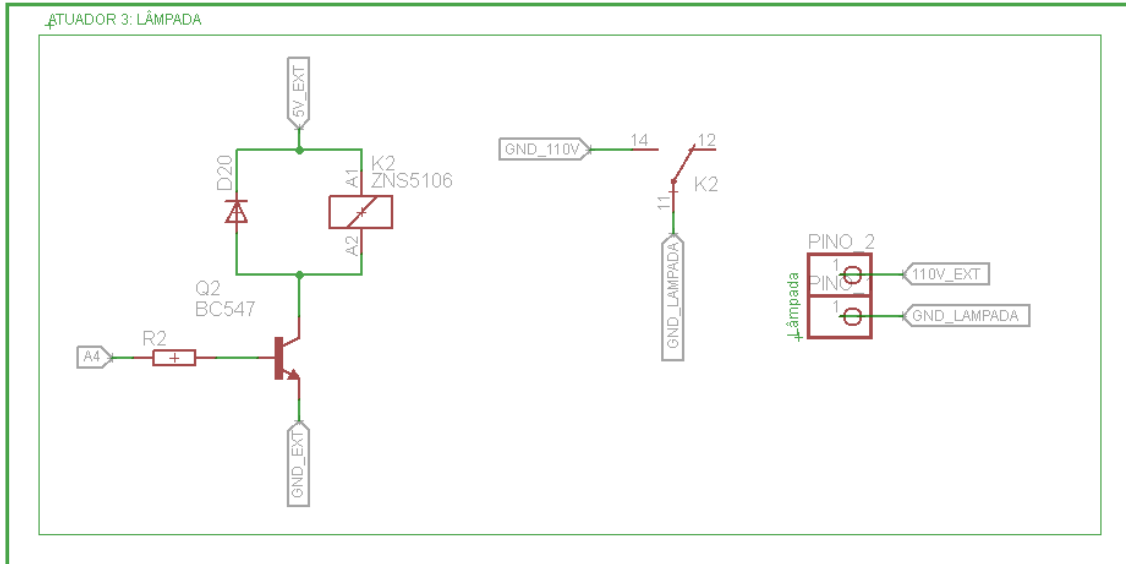 ATUADOR 3: LÂMPADA
5V_EXT
D20
A1
K2
ZNS5106
A2
Q2
BC547
A4
R2
GND_EXT
GND_110V
14
12
K2
11
GND_LAMPADA
PINO_2
1
110V_EXT
PINO_
1
GND_LAMPADA
Lâmpada